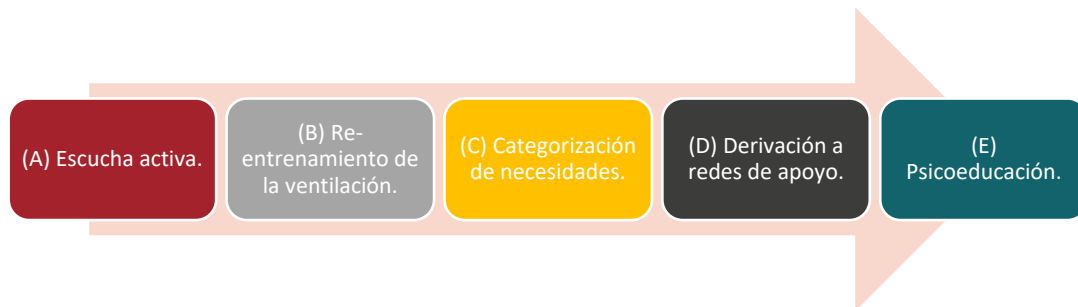 (A) Escucha activa.
(B) Re-
entrenamiento de
la ventilación.
(C) Categorización
de necesidades.
(D) Derivación a
redes de apoyo.
(E)
Psicoeducación.